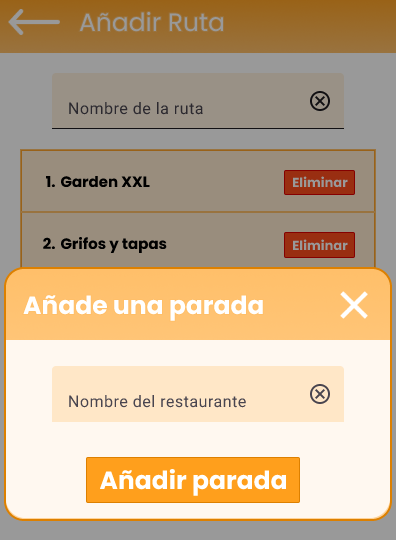 Añadir Ruta
Nombre de la ruta
1. Garden XXL Eliminar
2. Grifos y tapas Eliminar
Añade una parada
Nombre del restaurante
Añadir parada